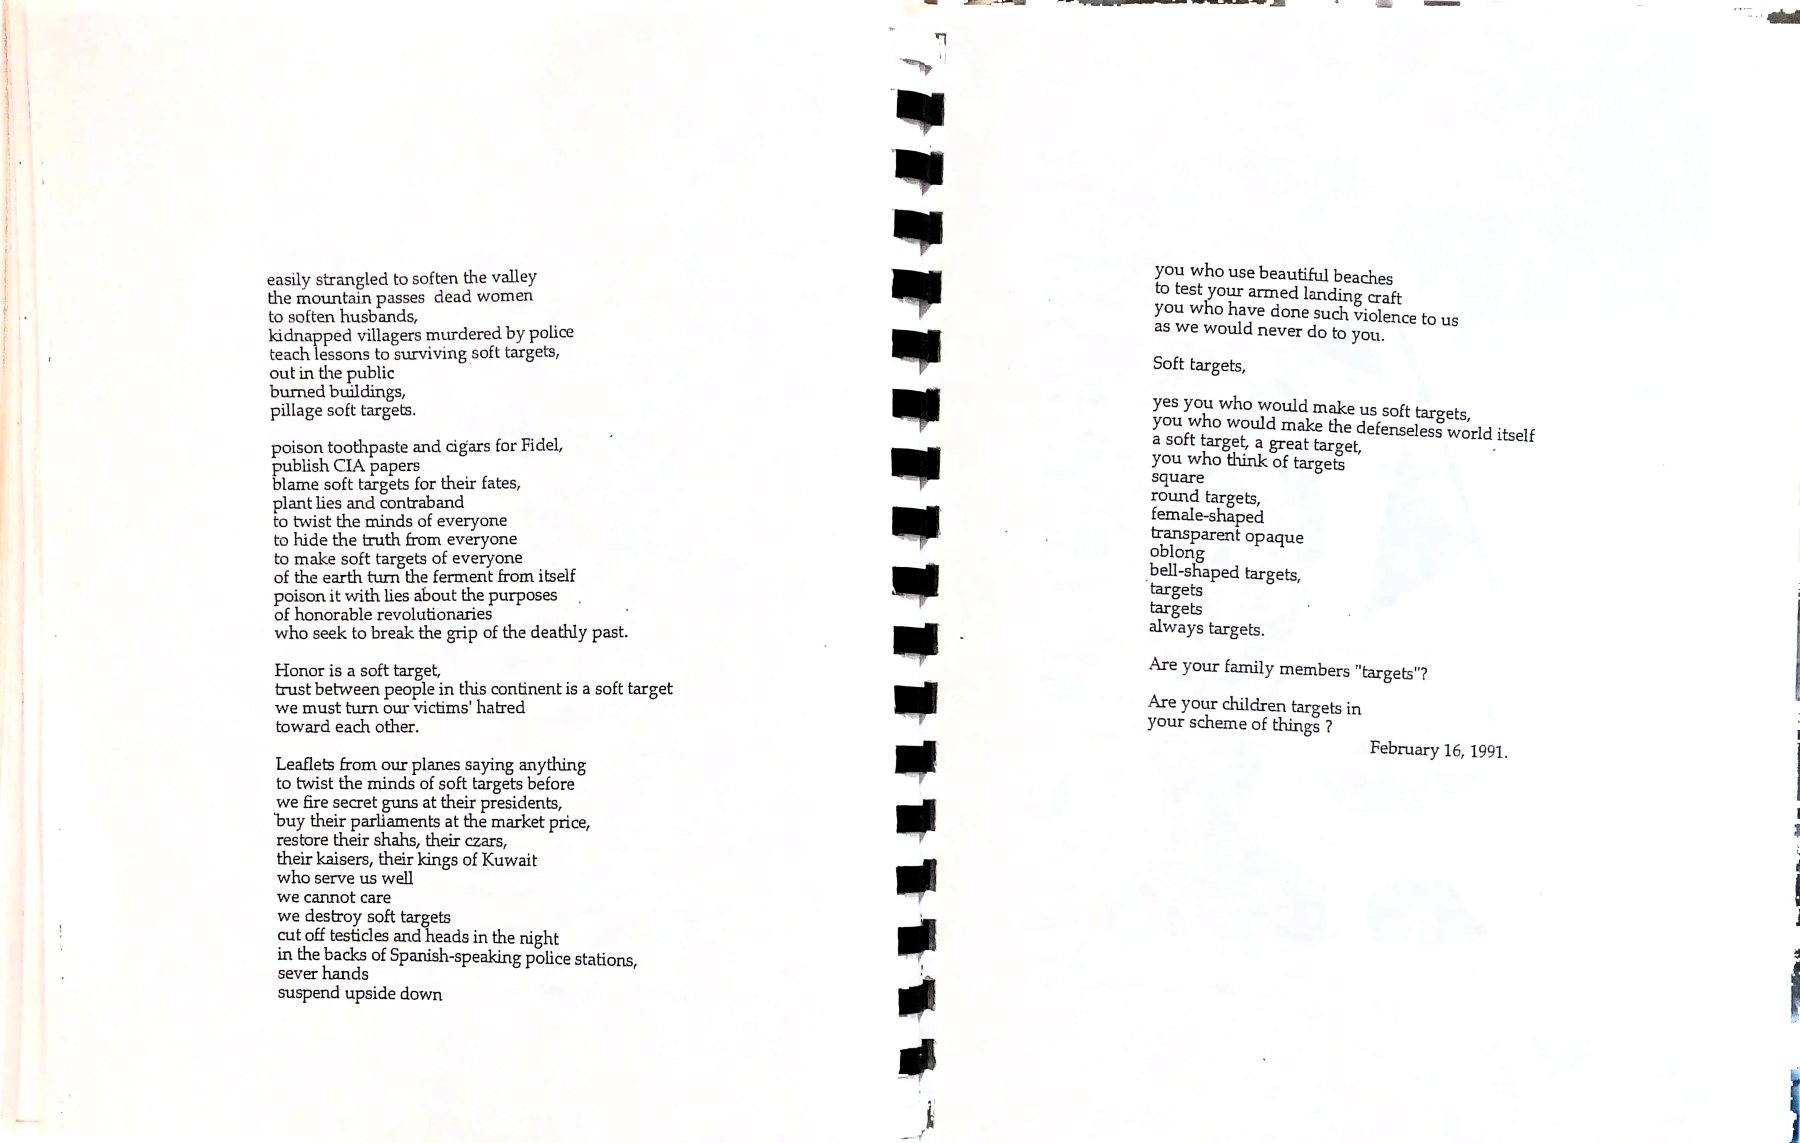 easily strangled to soften the valley
the mountain passes  dead women
to soften husbands,
kidnapped villagers murdered by police
teach lessons to surviving soft targets,
out in the public
burned buildings,
pillage soft targets.

poison toothpaste and cigars for Fidel,
publish CIA papers
blame soft targets for their fates,
plant lies and contraband
to twist the minds of everyone
to hide the truth from everyone
to make soft targets of everyone
of the earth turn the ferment from itself
poison it with lies about the purposes
of honorable revolutionaries
who seek to break the grip of the deathly past.

Honor is a soft target,
trust between people in this continent is a soft target
we must turn our victims' hatred
toward each other.

Leaflets from our planes saying anything
to twist the minds of soft targets before
we fire secret guns at their presidents,
buy their parliaments at the market price,
restore their shahs, their czars,
their kaisers, their kings of Kuwait
who serve us well
we cannot care
we destroy soft targets
cut off testicles and heads in the night
in the backs of Spanish-speaking police stations,
sever hands
suspend upside down

you who use beautiful beaches
to test your armed landing craft
you who have done such violence to us
as we would never do to you.

Soft targets,

yes you who would make us soft targets,
you who would make the defenseless world itself
a soft target, a great target,
you who think of targets
square
round targets,
female-shaped
transparent opaque
oblong
bell-shaped targets,
targets
targets
always targets.

Are your family members "targets"?

Are your children targets in
your scheme of things ?
February 16, 1991.